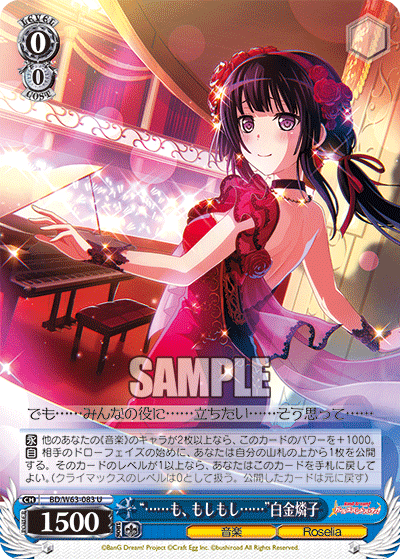 LEVEL
0
0
COST
SAMPLE
でも……みんなの役に……立ちたい……そう思って……
永 他のあなたの《音楽》のキャラが2枚以上なら、このカードのパワーを＋1000。
自 相手のドローフェイズの始めに、あなたは自分の山札の上から1枚を公開
する。そのカードのレベルが1以上なら、あなたはこのカードを手札に戻して
よい。（クライマックスのレベルは0として扱う。公開したカードは元に戻す）
CH BD/W63-083 U
1500
“……も、もしもし……”白金燐子
音楽
Roselia
©BanG Dream! Project ©Craft Egg Inc. ©bushiroad All Rights Reserved.